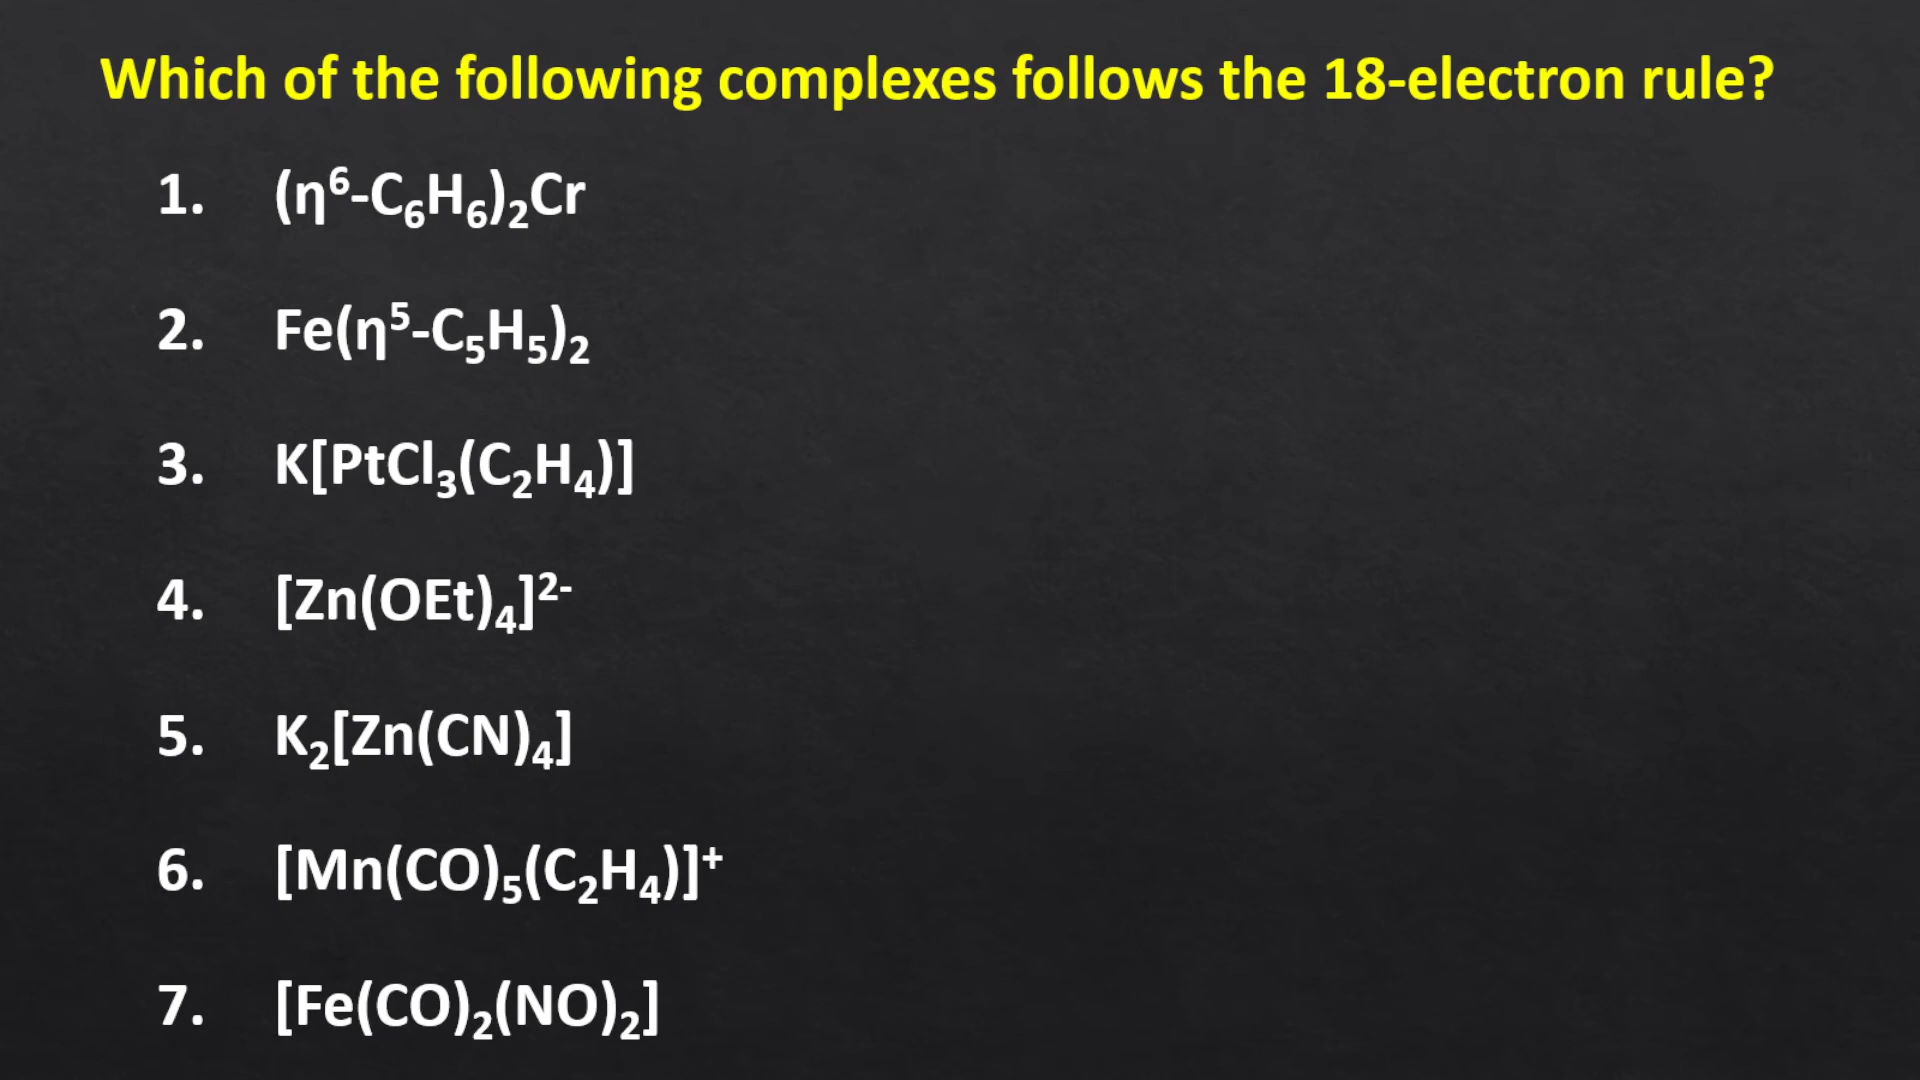 Which of the following complexes follows the 18-electron rule?
1. (η⁶-C₆H₆)₂Cr
2. Fe(η⁵-C₅H₅)₂
3. K[PtCl₃(C₂H₄)]
4. [Zn(OEt)₄]²⁻
5. K₂[Zn(CN)₄]
6. [Mn(CO)₅(C₂H₄)]⁺
7. [Fe(CO)₂(NO)₂]